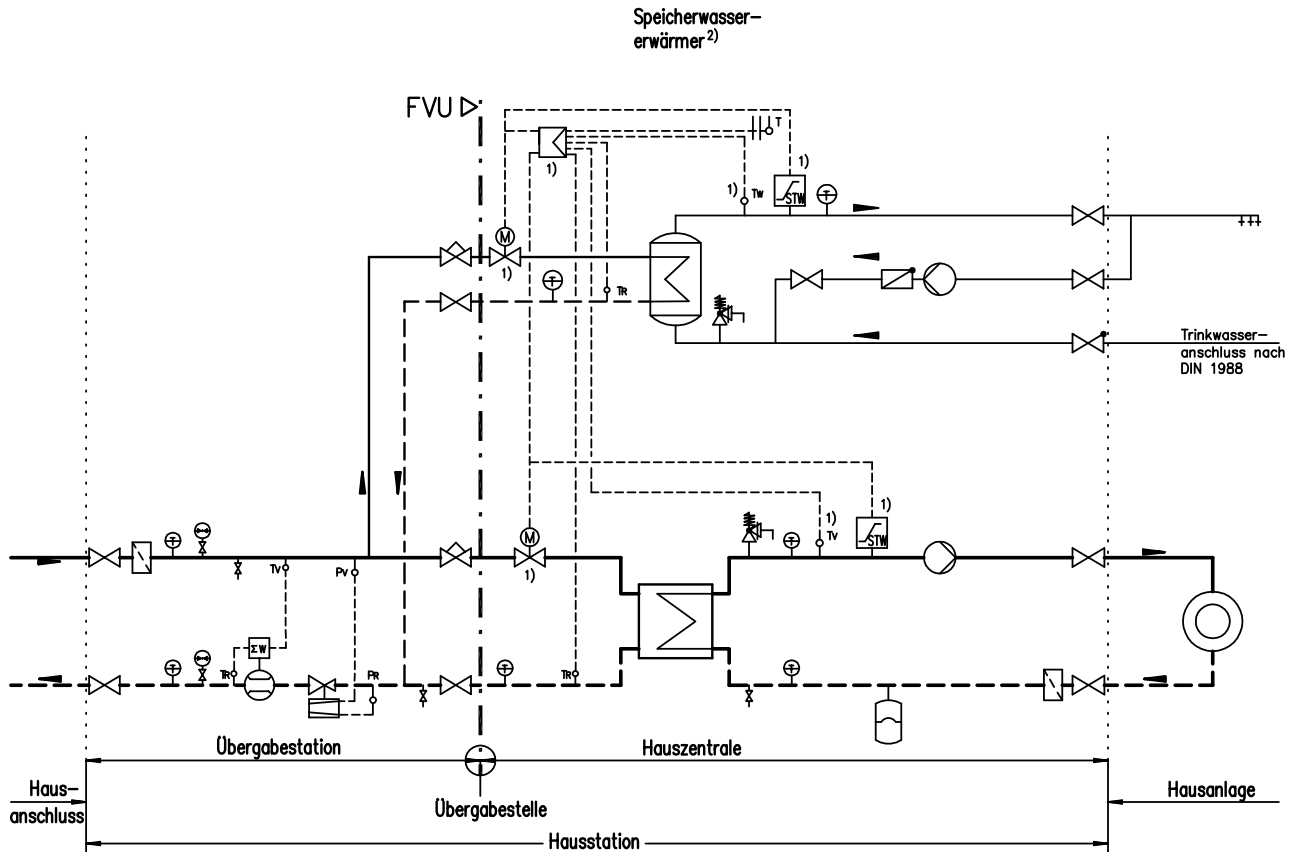 Speicherwasser-
erwärmer 2)
FVU
T
1)
1)
1)
Tw
STW
T
M
1)
T
TR
Trinkwasser-
anschluss nach
DIN 1988
1)
1)
Tv
STW
T
M
1)
T
Tv
Pv
ΣW
T
TR
PR
T
TR
T
Übergabestation
Hauszentrale
Haus-
anschluss
Übergabestelle
Hausanlage
Hausstation